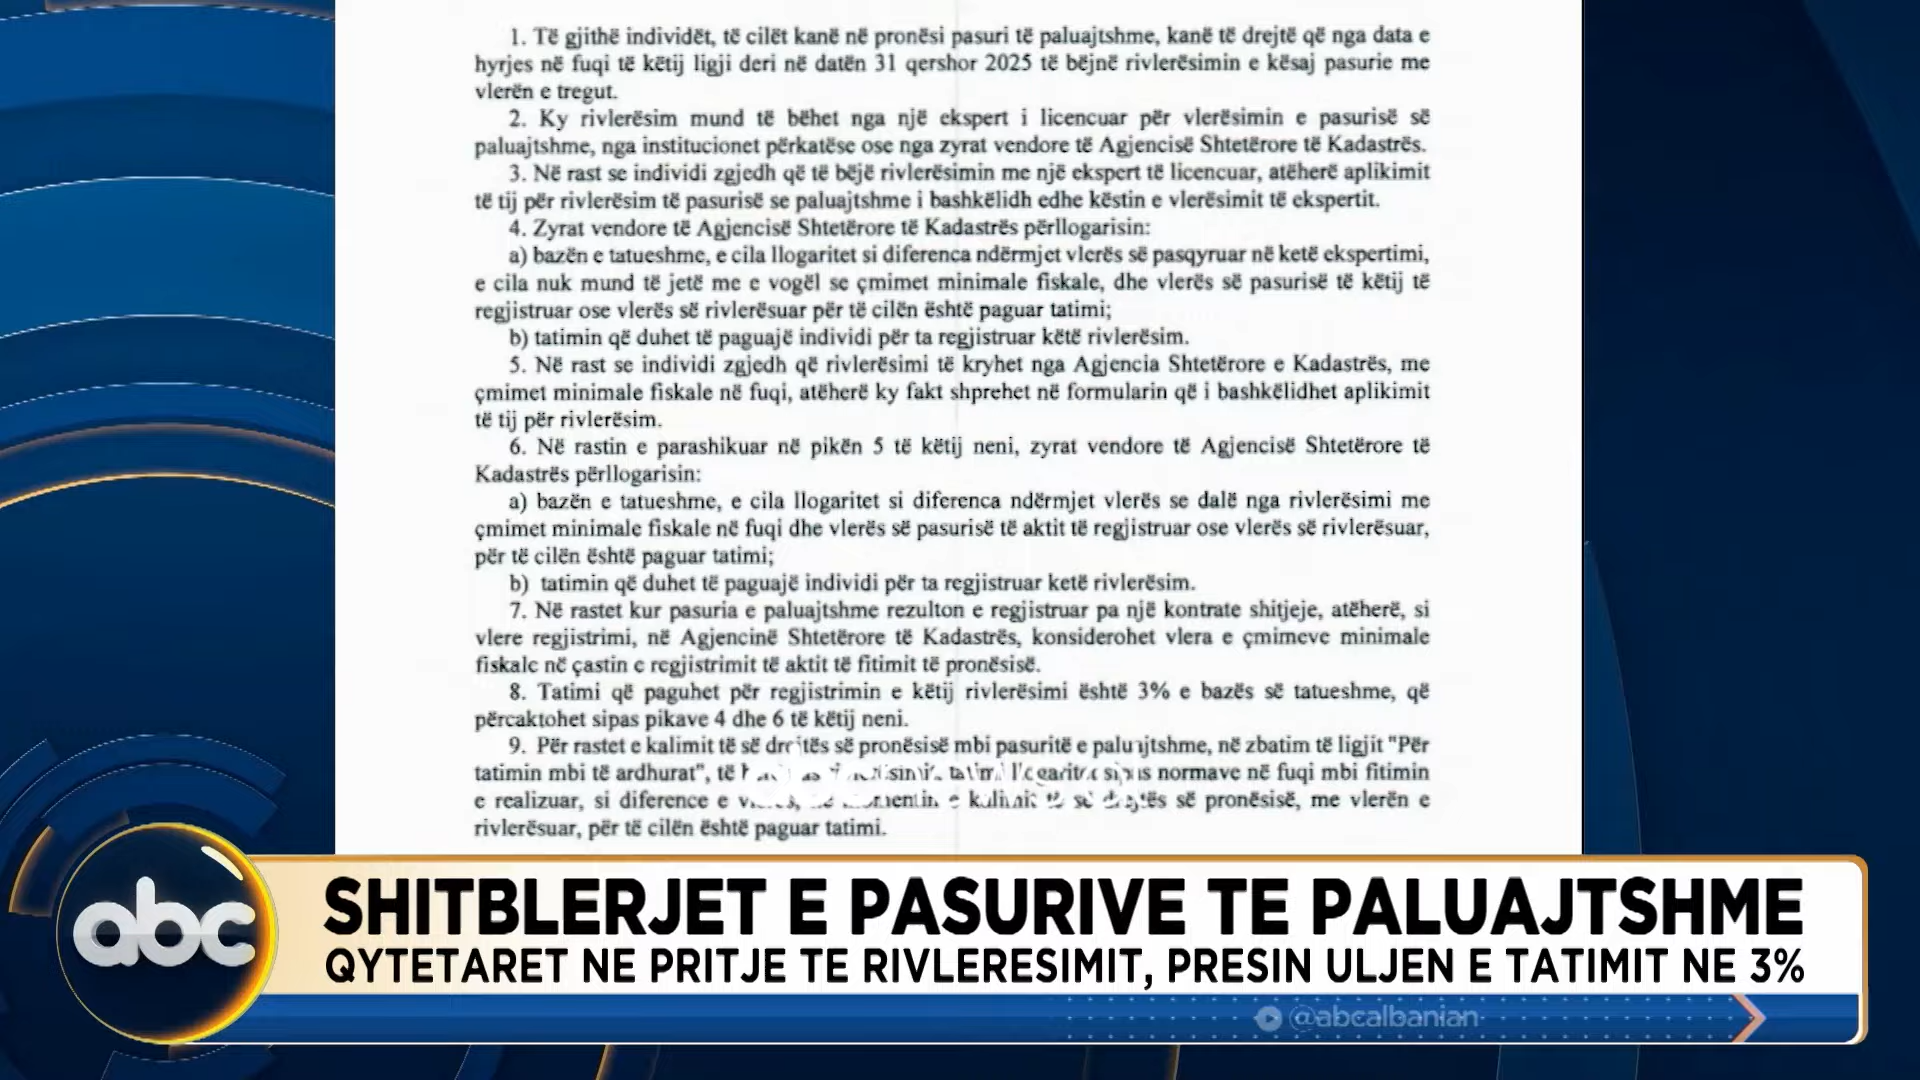 1. Të gjithë individët, të cilët kanë në pronësi pasuri të paluajtshme, kanë të drejtë që nga data e
hyrjes në fuqi të këtij ligji deri në datën 31 qershor 2025 të bëjnë rivlerësimin e kësaj pasurie me
vlerën e tregut.
2. Ky rivlerësim mund të bëhet nga një ekspert i licencuar për vlerësimin e pasurisë së
paluajtshme, nga institucionet përkatëse ose nga zyrat vendore të Agjencisë Shtetërore të Kadastrës.
3. Në rast se individi zgjedh që të bëjë rivlerësimin me një ekspert të licencuar, atëherë aplikimit
të tij për rivlerësim të pasurisë se paluajtshme i bashkëlidh edhe këstin e vlerësimit të ekspertit.
4. Zyrat vendore të Agjencisë Shtetërore të Kadastrës përllogarisin:
a) bazën e tatueshme, e cila llogaritet si diferenca ndërmjet vlerës së pasqyruar në ketë ekspertimi,
e cila nuk mund të jetë me e vogël se çmimet minimale fiskale, dhe vlerës së pasurisë të këtij të
regjistruar ose vlerës së rivlerësuar për të cilën është paguar tatimi;
b) tatimin që duhet të paguajë individi për ta regjistruar këtë rivlerësim.
5. Në rast se individi zgjedh që rivlerësimi të kryhet nga Agjencia Shtetërore e Kadastrës, me
çmimet minimale fiskale në fuqi, atëherë ky fakt shprehet në formularin që i bashkëlidhet aplikimit
të tij për rivlerësim.
6. Në rastin e parashikuar në pikën 5 të këtij neni, zyrat vendore të Agjencisë Shtetërore të
Kadastrës përllogarisin:
a) bazën e tatueshme, e cila llogaritet si diferenca ndërmjet vlerës se dalë nga rivlerësimi me
çmimet minimale fiskale në fuqi dhe vlerës së pasurisë të aktit të regjistruar ose vlerës së rivlerësuar,
për të cilën është paguar tatimi;
b) tatimin që duhet të paguajë individi për ta regjistruar ketë rivlerësim.
7. Në rastet kur pasuria e paluajtshme rezulton e regjistruar pa një kontrate shitjeje, atëherë, si
vlere regjistrimi, në Agjencinë Shtetërore të Kadastrës, konsiderohet vlera e çmimeve minimale
fiskale në çastin e regjistrimit të aktit të fitimit të pronësisë.
8. Tatimi që paguhet për regjistrimin e këtij rivlerësimi është 3% e bazës së tatueshme, që
përcaktohet sipas pikave 4 dhe 6 të këtij neni.
9. Për rastet e kalimit të së drejtës së pronësisë mbi pasuritë e paluajtshme, në zbatim të ligjit "Për
tatimin mbi të ardhurat", të normave në fuqi mbi fitimin
e realizuar, si diference e momentin e kalimit të së drejtës së pronësisë, me vlerën e
rivlerësuar, për të cilën është paguar tatimi.
abc
SHITBLERJET E PASURIVE TE PALUAJTSHME
QYTETARET NE PRITJE TE RIVLERESIMIT, PRESIN ULJEN E TATIMIT NE 3%
@abcalbanian